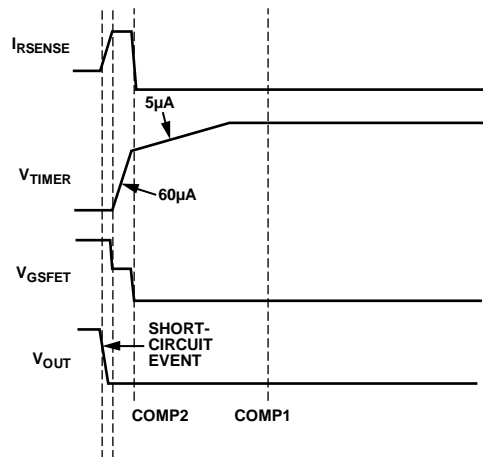 IRSENSE
5µA
VTIMER
60µA
VGSFET
SHORT-
CIRCUIT
EVENT
VOUT
COMP2
COMP1